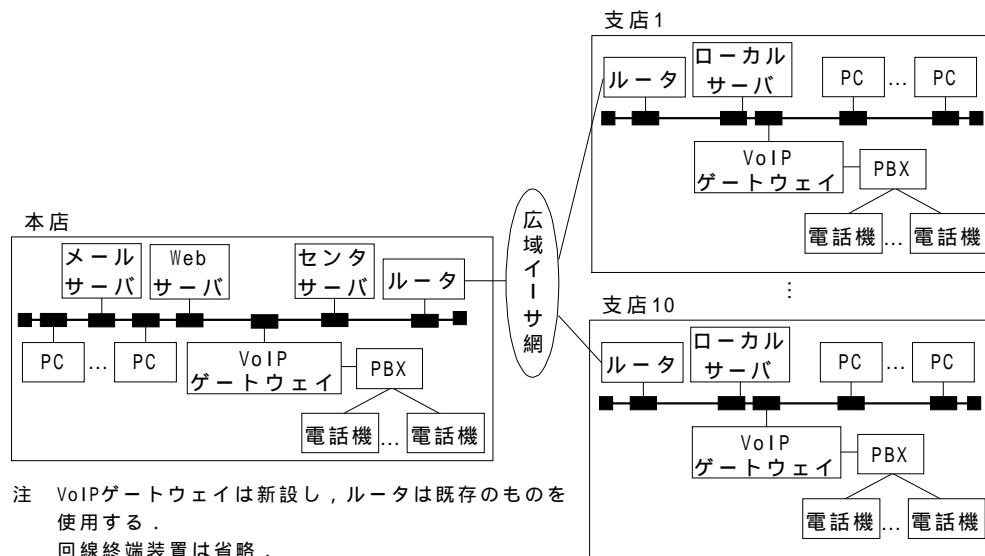 支店1
ルータ
ローカル
サーバ
PC
...
PC
VoIP
ゲートウェイ
PBX
電話機
...
電話機
本店
メール
サーバ
Web
サーバ
センタ
サーバ
ルータ
PC
...
PC
VoIP
ゲートウェイ
PBX
電話機
...
電話機
広域イーサ網
⋮
支店10
ルータ
ローカル
サーバ
PC
...
PC
VoIP
ゲートウェイ
PBX
電話機
...
電話機
注 VoIPゲートウェイは新設し，ルータは既存のものを
使用する．
回線終端装置は省略．